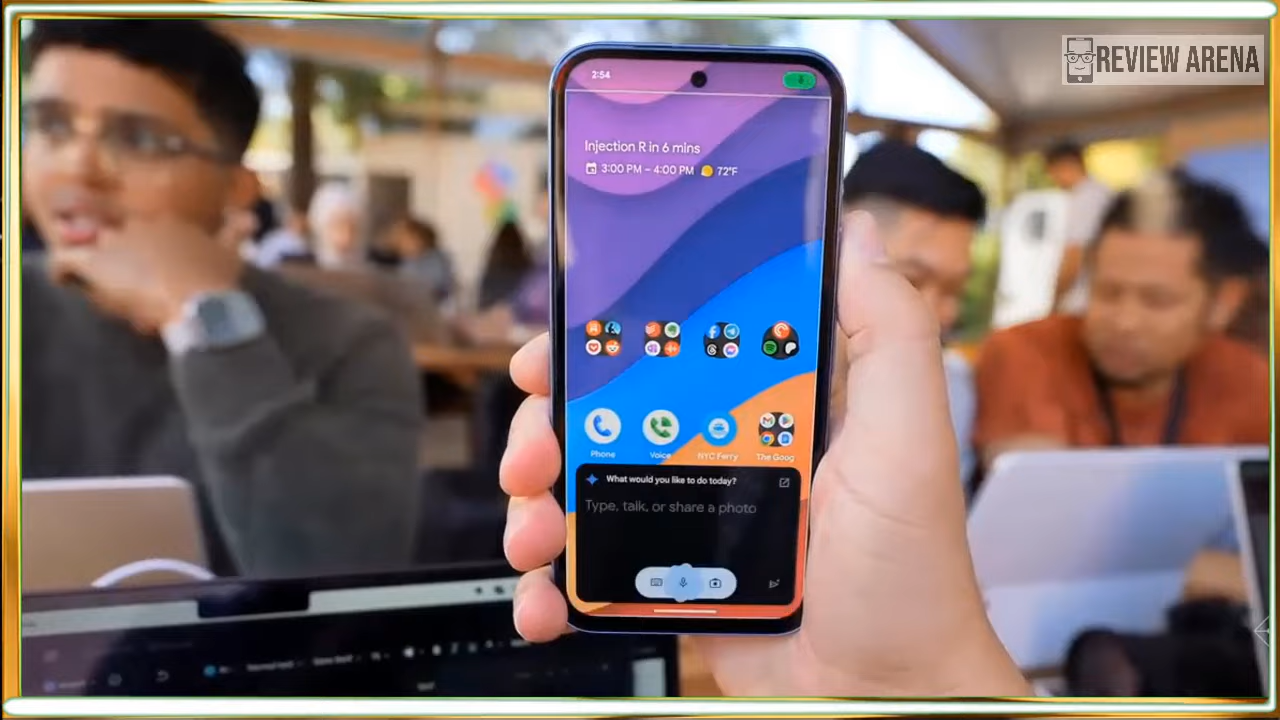 REVIEW ARENA
2:54
Injection R in 6 mins
3:00 PM – 4:00 PM 72°F
Phone Voice NYC Ferry The Goog
What would you like to do today?
Type, talk, or share a photo